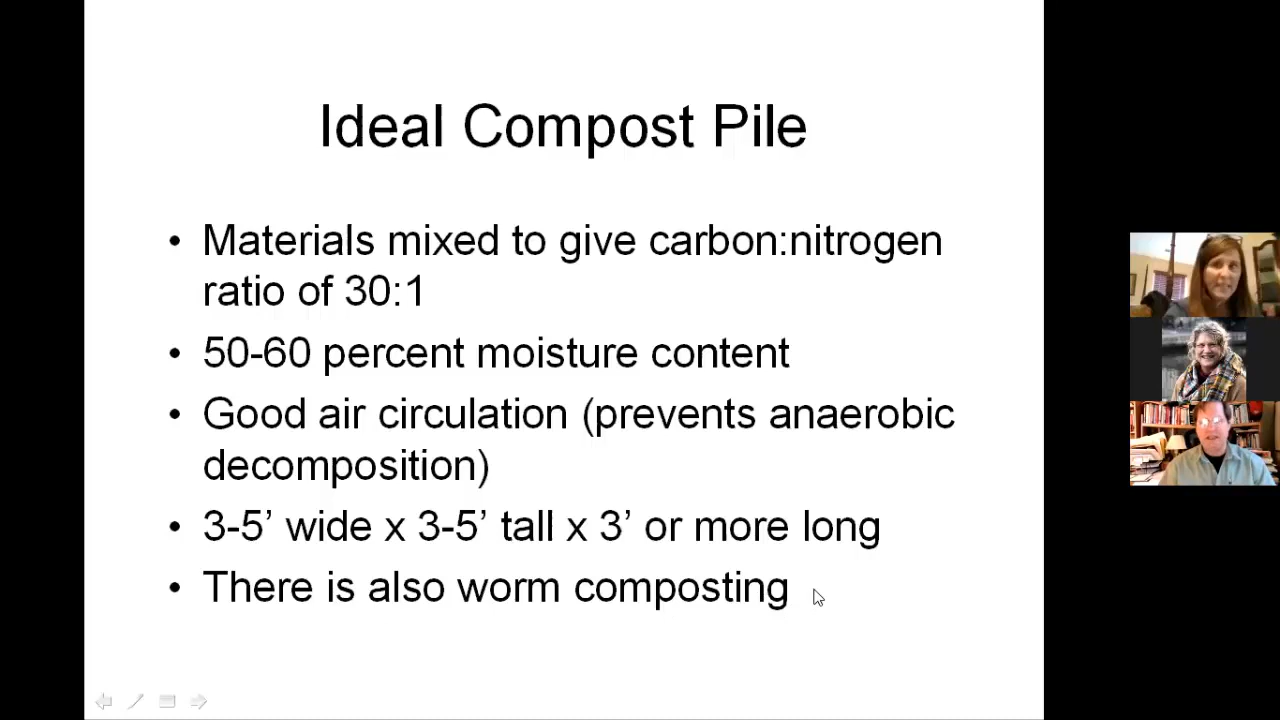 Ideal Compost Pile
• Materials mixed to give carbon:nitrogen
ratio of 30:1
• 50-60 percent moisture content
• Good air circulation (prevents anaerobic
decomposition)
• 3-5’ wide x 3-5’ tall x 3’ or more long
• There is also worm composting